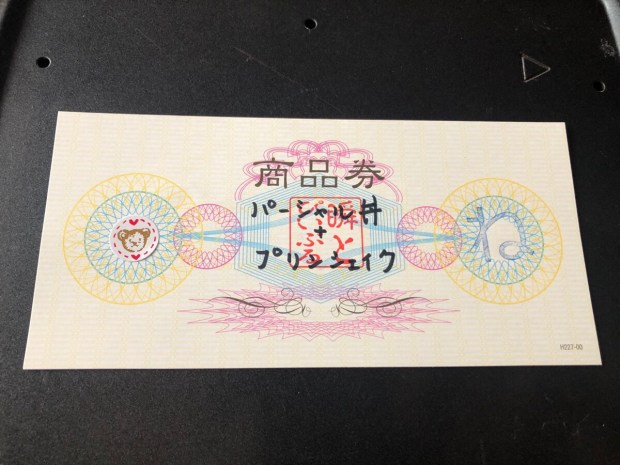 商品券
パーシャル丼
+
プリンシェイク
ね
H227-00